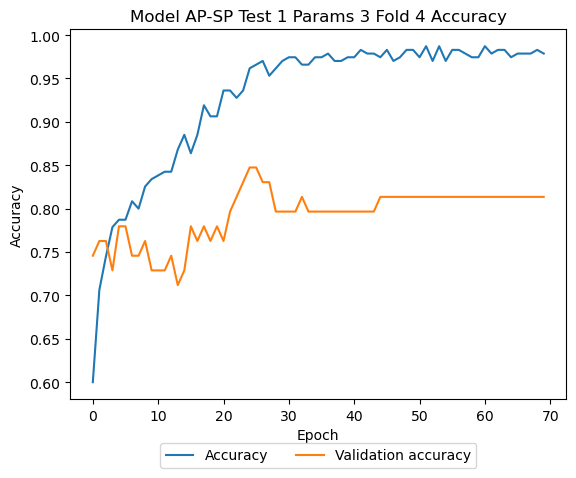 Model AP-SP Test 1 Params 3 Fold 4 Accuracy
1.00
0.95
0.90
0.85
0.80
0.75
0.70
0.65
0.60
Accuracy
0 10 20 30 40 50 60 70
Epoch
Accuracy Validation accuracy